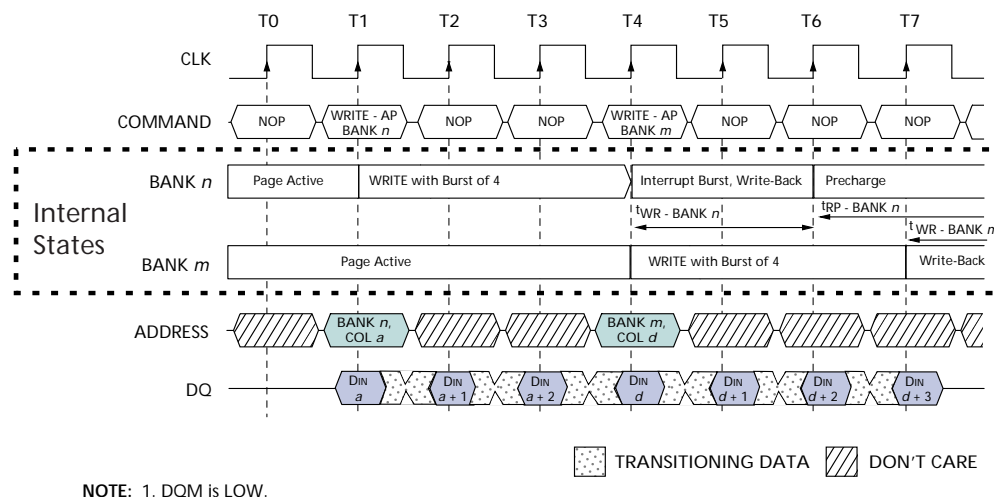 T0 T1 T2 T3 T4 T5 T6 T7
CLK
COMMAND NOP WRITE - AP BANK n NOP NOP WRITE - AP BANK m NOP NOP NOP
Internal States
BANK n Page Active WRITE with Burst of 4 Interrupt Burst, Write-Back Precharge
tWR - BANK n tRP - BANK n
tWR - BANK
BANK m Page Active WRITE with Burst of 4 Write-Back
ADDRESS BANK n, COL a BANK m, COL d
DQ DIN a DIN a + 1 DIN a + 2 DIN d DIN d + 1 DIN d + 2 DIN d + 3
TRANSITIONING DATA DON'T CARE
NOTE: 1. DQM is LOW.